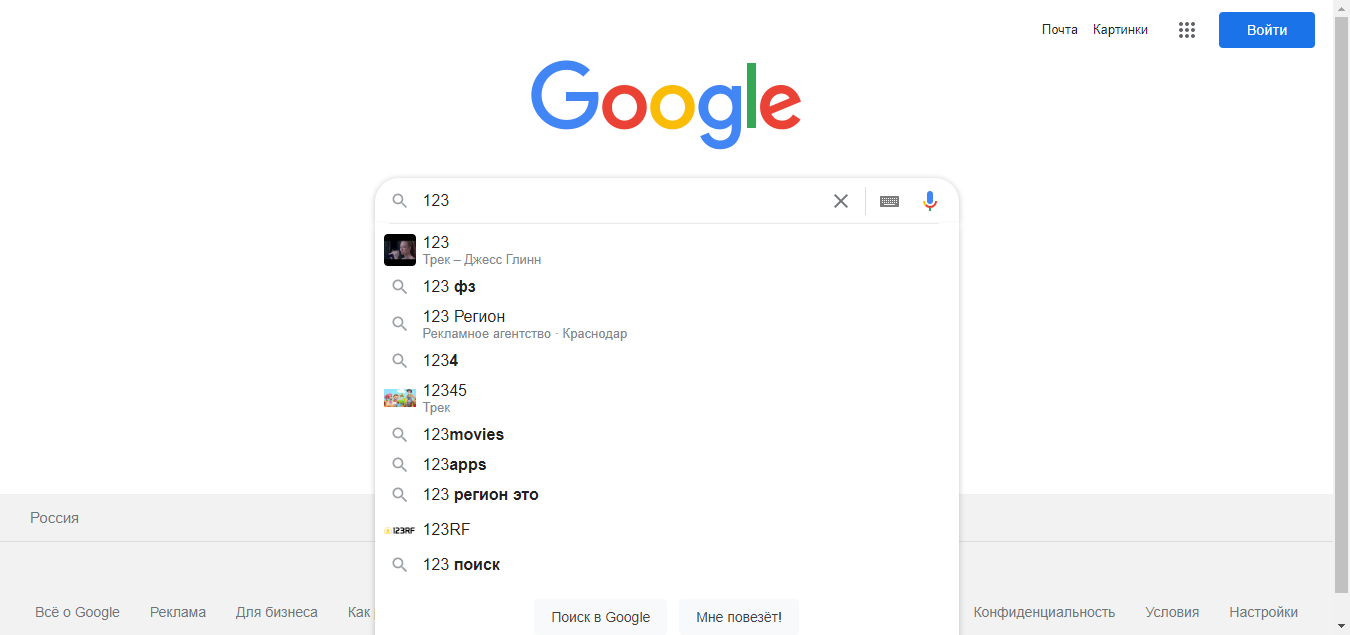 Почта Картинки Войти
Google
123
123
Трек – Джесс Глинн
123 фз
123 Регион
Рекламное агентство · Краснодар
1234
12345
Трек
123movies
123apps
123 регион это
123RF 123RF
123 поиск
Россия
Поиск в Google Мне повезёт!
Всё о Google Реклама Для бизнеса Как Конфиденциальность Условия Настройки